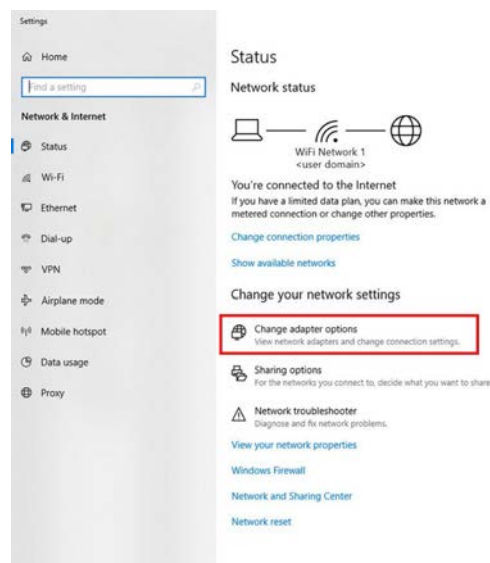 Settings
Home
Find a setting
Network & Internet
Status
Wi-Fi
Ethernet
Dial-up
VPN
Airplane mode
Mobile hotspot
Data usage
Proxy
Status
Network status
WiFi Network 1
<user domain>
You're connected to the Internet
If you have a limited data plan, you can make this network a
metered connection or change other properties.
Change connection properties
Show available networks
Change your network settings
Change adapter options
View network adapters and change connection settings.
Sharing options
For the networks you connect to, decide what you want to share
Network troubleshooter
Diagnose and fix network problems.
View your network properties
Windows Firewall
Network and Sharing Center
Network reset